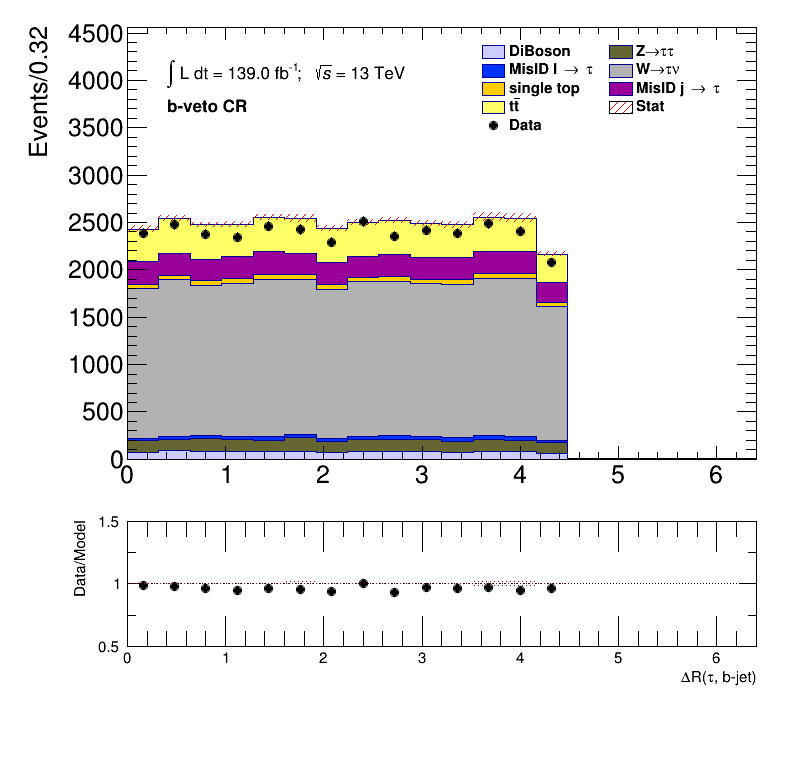 Events/0.32
4500
4000
3500
3000
2500
2000
1500
1000
500
0
∫ L dt = 139.0 fb⁻¹; √s = 13 TeV
b-veto CR
DiBoson
Z→ττ
MisID l → τ
W→τν
single top
MisID j → τ
tt̄
Stat
Data
0 1 2 3 4 5 6
Data/Model
1.5
1
0.5
0 1 2 3 4 5 6
ΔR(τ, b-jet)